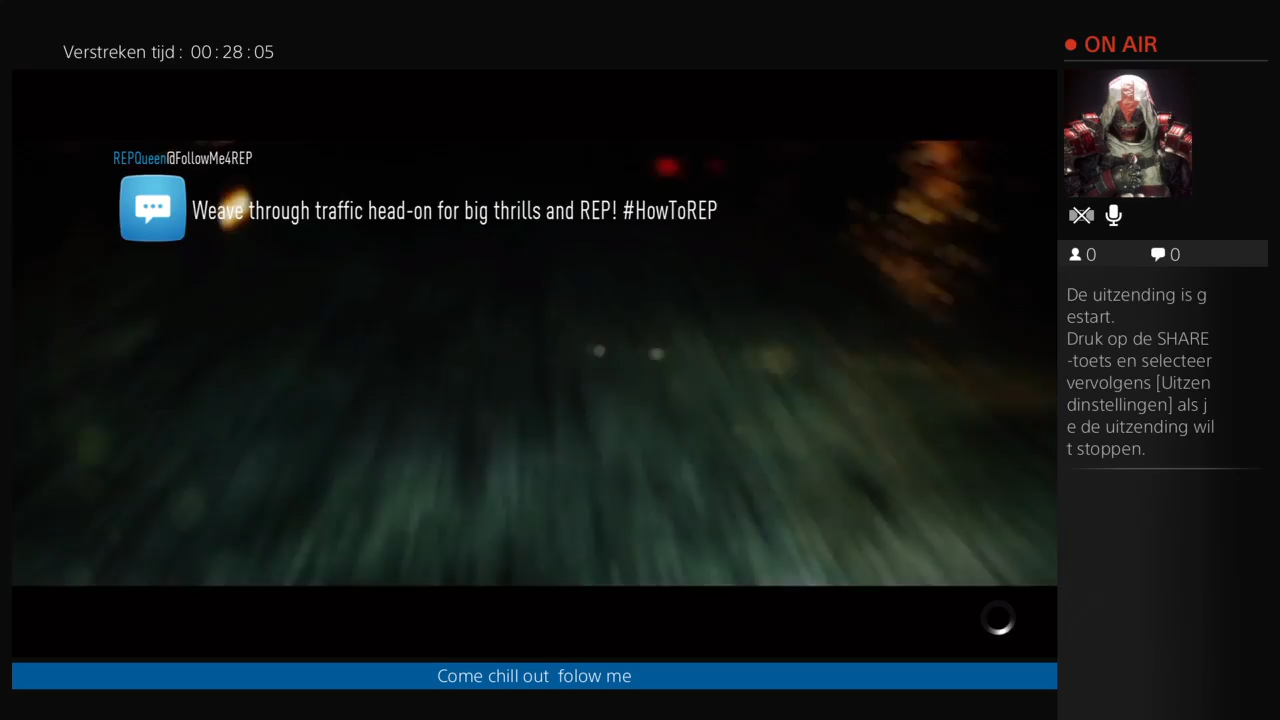 Verstreken tijd : 00 : 28 : 05
ON AIR
REPQueen@FollowMe4REP
Weave through traffic head-on for big thrills and REP! #HowToREP
0 0
De uitzending is g
estart.
Druk op de SHARE
-toets en selecteer
vervolgens [Uitzen
dinstellingen] als j
e de uitzending wil
t stoppen.
Come chill out  folow me